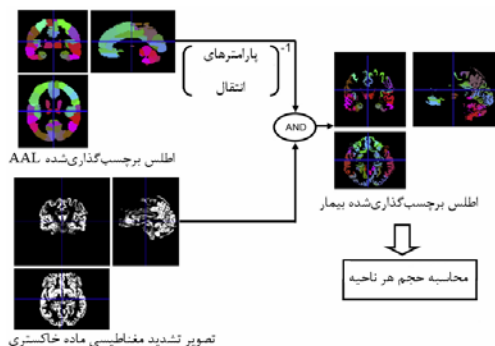 پارامترهای
انتقال
-1
اطلس برچسب‌گذاری‌شده AAL
AND
اطلس برچسب‌گذاری‌شده بیمار
محاسبه حجم هر ناحیه
تصویر تشدید مغناطیسی ماده خاکستری